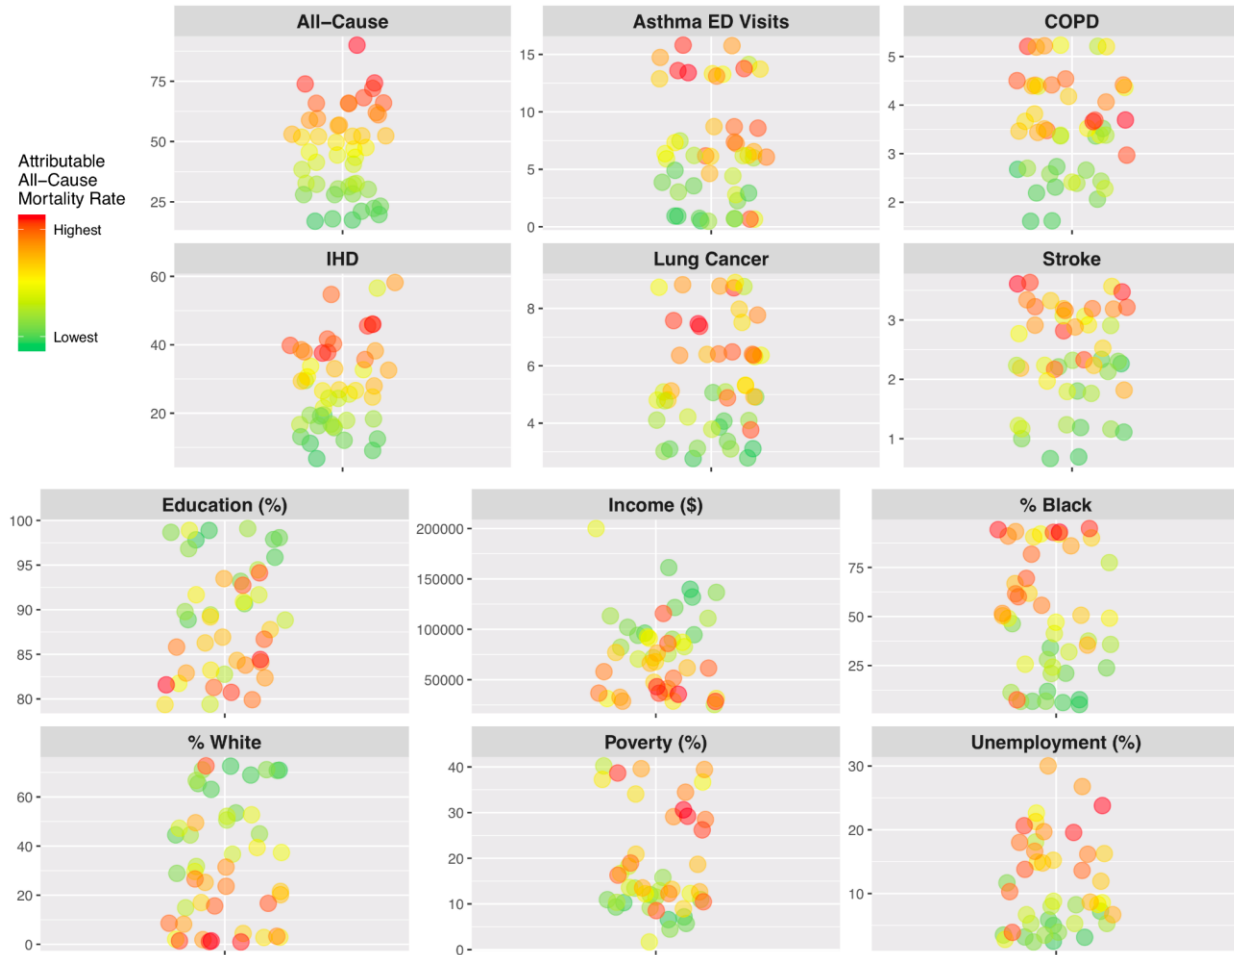 All-Cause
Asthma ED Visits
COPD
75
50
25
15
10
5
0
5
4
3
2
Attributable
All-Cause
Mortality Rate
Highest
Lowest
IHD
Lung Cancer
Stroke
60
40
20
8
6
4
3
2
1
Education (%)
Income ($)
% Black
100
95
90
85
80
200000
150000
100000
50000
75
50
25
% White
Poverty (%)
Unemployment (%)
60
40
20
0
40
30
20
10
0
30
20
10